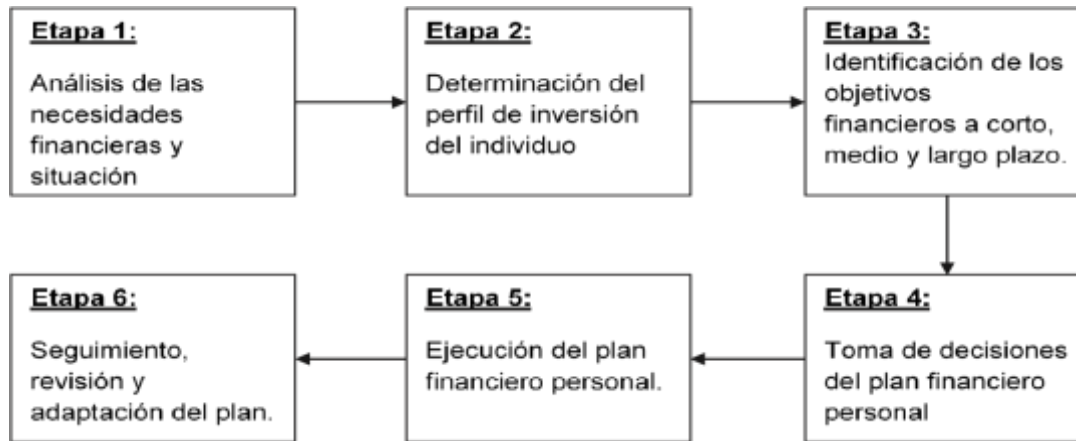 Etapa 1:
Análisis de las
necesidades
financieras y
situación
Etapa 2:
Determinación del
perfil de inversión
del individuo
Etapa 3:
Identificación de los
objetivos
financieros a corto,
medio y largo plazo.
Etapa 4:
Toma de decisiones
del plan financiero
personal
Etapa 5:
Ejecución del plan
financiero personal.
Etapa 6:
Seguimiento,
revisión y
adaptación del plan.